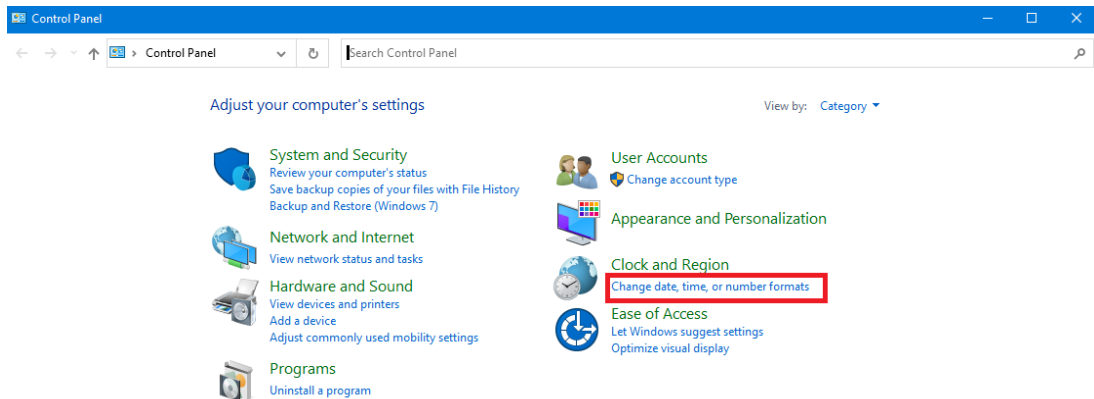 Control Panel
Control Panel
Search Control Panel
Adjust your computer's settings
View by: Category
System and Security
Review your computer's status
Save backup copies of your files with File History
Backup and Restore (Windows 7)
Network and Internet
View network status and tasks
Hardware and Sound
View devices and printers
Add a device
Adjust commonly used mobility settings
Programs
Uninstall a program
User Accounts
Change account type
Appearance and Personalization
Clock and Region
Change date, time, or number formats
Ease of Access
Let Windows suggest settings
Optimize visual display